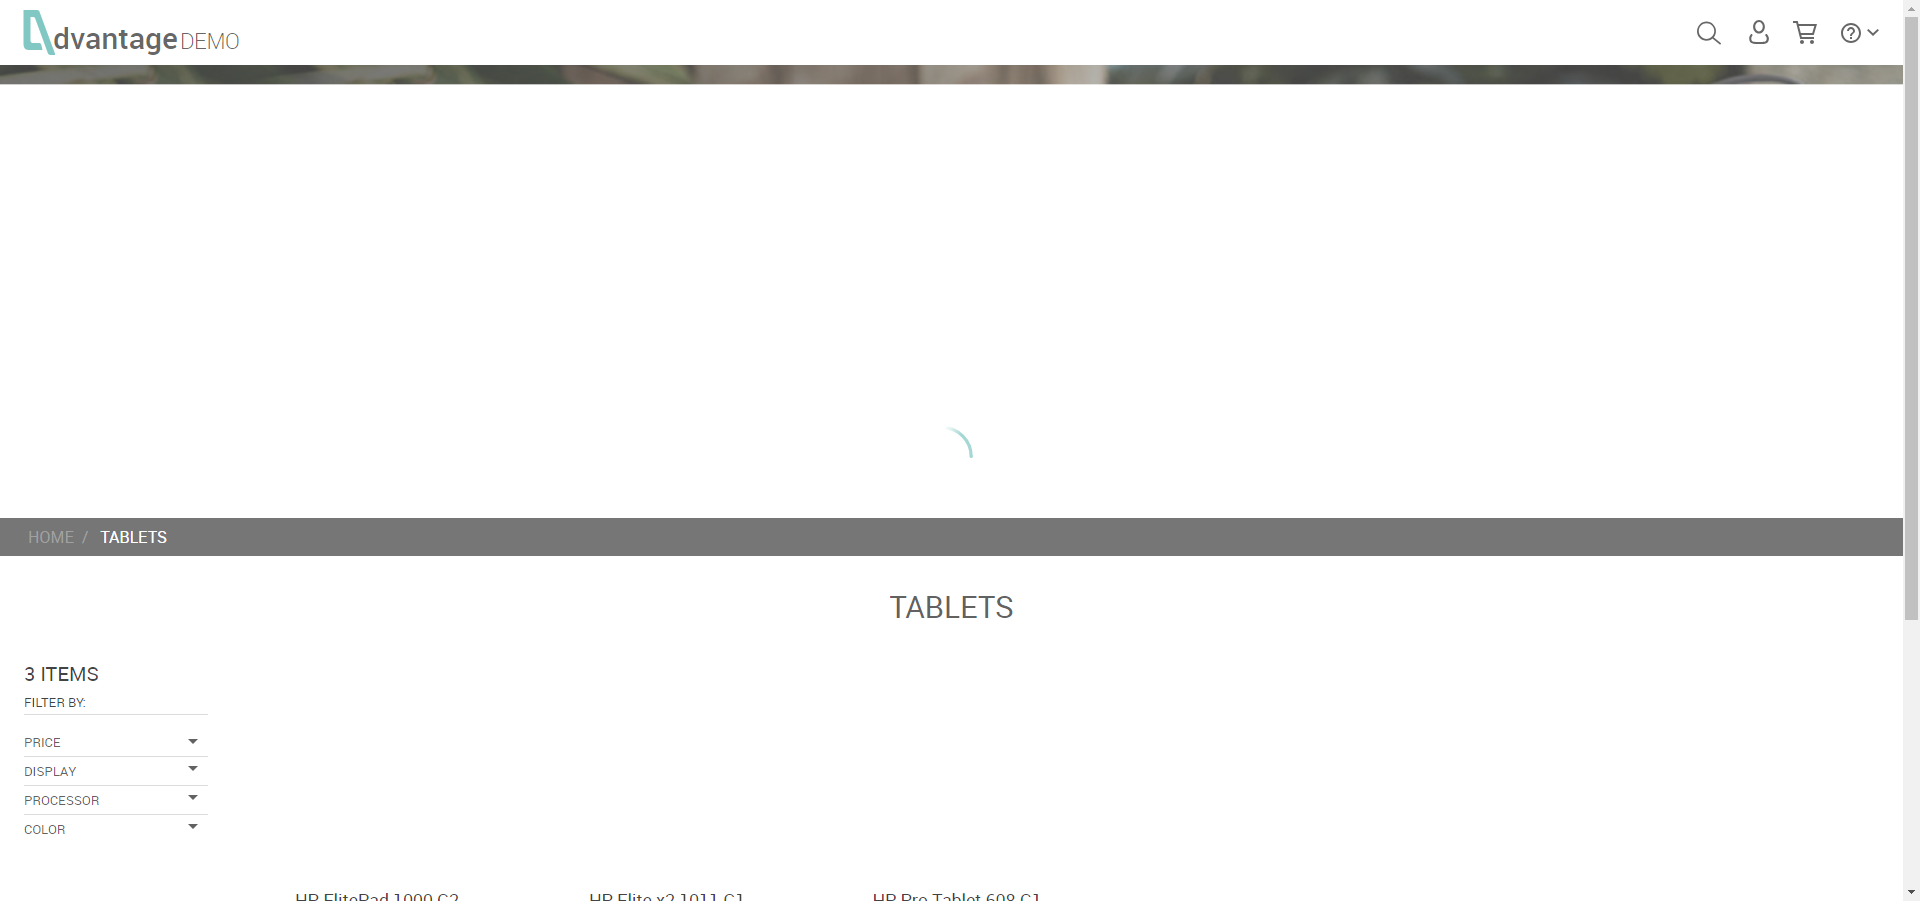 dvantage DEMO
HOME / TABLETS
TABLETS
3 ITEMS
FILTER BY:
PRICE
DISPLAY
PROCESSOR
COLOR
HP ElitePad 1000 G2
HP Elite x2 1011 G1
HP Pro Tablet 608 G1